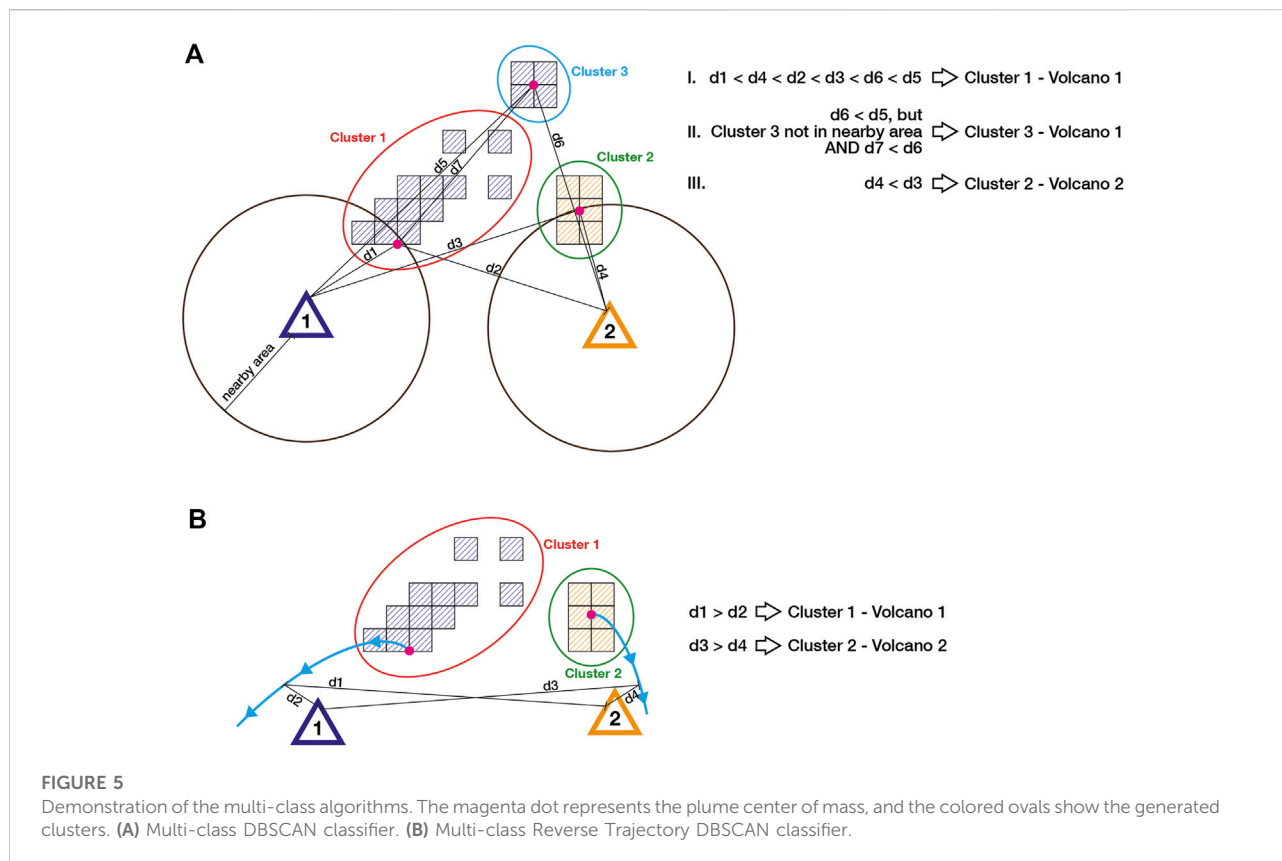 A
Cluster 3
Cluster 1
Cluster 2
d5
d7
d6
d1
d3
d2
d4
1
2
nearby area
I. d1 < d4 < d2 < d3 < d6 < d5 ⇨ Cluster 1 - Volcano 1
d6 < d5, but
II. Cluster 3 not in nearby area ⇨ Cluster 3 - Volcano 1
AND d7 < d6
III. d4 < d3 ⇨ Cluster 2 - Volcano 2
B
Cluster 1
Cluster 2
d1
d3
d2
d4
1
2
d1 > d2 ⇨ Cluster 1 - Volcano 1
d3 > d4 ⇨ Cluster 2 - Volcano 2
FIGURE 5
Demonstration of the multi-class algorithms. The magenta dot represents the plume center of mass, and the colored ovals show the generated
clusters. (A) Multi-class DBSCAN classifier. (B) Multi-class Reverse Trajectory DBSCAN classifier.